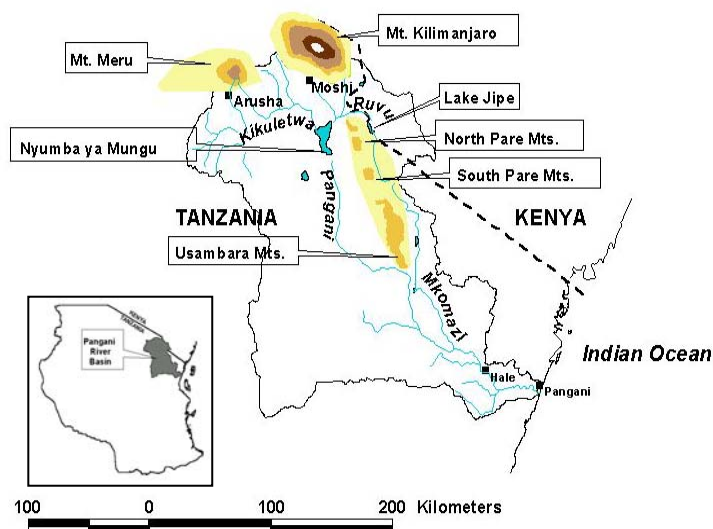 Mt. Kilimanjaro
Mt. Meru
Moshi
Arusha
Ruvu
Lake Jipe
Kikuletwa
North Pare Mts.
Nyumba ya Mungu
South Pare Mts.
Pangani
TANZANIA
KENYA
Usambara Mts.
Mkomazi
KENYA
TANZANIA
Pangani
River
Basin
Indian Ocean
Hale
Pangani
100 0 100 200 Kilometers